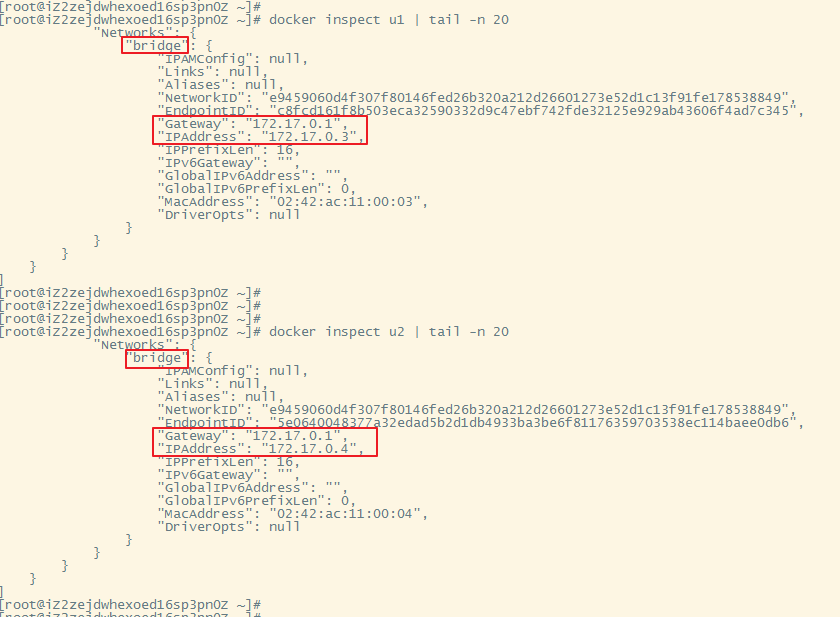 [root@iZ2zejdwhexoed16sp3pn0Z ~]#
[root@iZ2zejdwhexoed16sp3pn0Z ~]# docker inspect u1 | tail -n 20
            "Networks": {
                "bridge": {
                    "IPAMConfig": null,
                    "Links": null,
                    "Aliases": null,
                    "NetworkID": "e9459060d4f307f80146fed26b320a212d26601273e52d1c13f91fe178538849",
                    "EndpointID": "c8fcd161f8b503eca32590332d9c47ebf742fde32125e929ab43606f4ad7c345",
                    "Gateway": "172.17.0.1",
                    "IPAddress": "172.17.0.3",
                    "IPPrefixLen": 16,
                    "IPv6Gateway": "",
                    "GlobalIPv6Address": "",
                    "GlobalIPv6PrefixLen": 0,
                    "MacAddress": "02:42:ac:11:00:03",
                    "DriverOpts": null
                }
            }
        }
    }
]
[root@iZ2zejdwhexoed16sp3pn0Z ~]#
[root@iZ2zejdwhexoed16sp3pn0Z ~]#
[root@iZ2zejdwhexoed16sp3pn0Z ~]#
[root@iZ2zejdwhexoed16sp3pn0Z ~]# docker inspect u2 | tail -n 20
            "Networks": {
                "bridge": {
                    "IPAMConfig": null,
                    "Links": null,
                    "Aliases": null,
                    "NetworkID": "e9459060d4f307f80146fed26b320a212d26601273e52d1c13f91fe178538849",
                    "EndpointID": "5e0640048377a32edad5b2d1db4933ba3be6f81176359703538ec114baee0db6",
                    "Gateway": "172.17.0.1",
                    "IPAddress": "172.17.0.4",
                    "IPPrefixLen": 16,
                    "IPv6Gateway": "",
                    "GlobalIPv6Address": "",
                    "GlobalIPv6PrefixLen": 0,
                    "MacAddress": "02:42:ac:11:00:04",
                    "DriverOpts": null
                }
            }
        }
    }
]
[root@iZ2zejdwhexoed16sp3pn0Z ~]#
[root@iZ2zejdwhexoed16sp3pn0Z ~]#